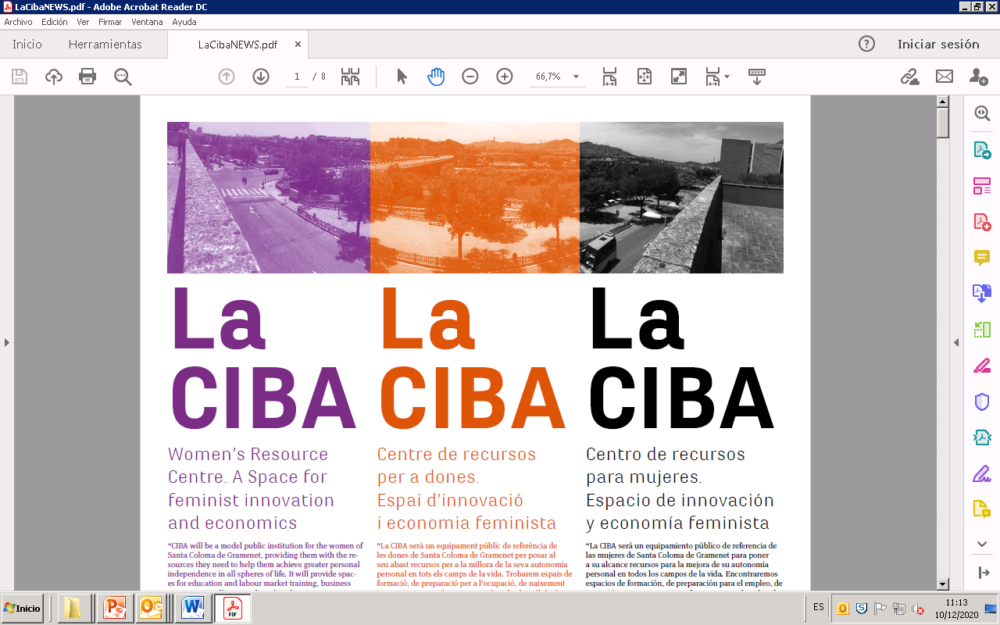 LaCibaNEWS.pdf - Adobe Acrobat Reader DC
Archivo Edición Ver Firmar Ventana Ayuda
Inicio Herramientas LaCibaNEWS.pdf × Iniciar sesión
1 / 8 66,7%
La
CIBA
Women's Resource
Centre. A Space for
feminist innovation
and economics
“CIBA will be a model public institution for the women of
Santa Coloma de Gramenet, providing them with the re-
sources they need to help them achieve greater personal
independence in all spheres of life. It will provide spac-
es for education and labour market training, business
La
CIBA
Centre de recursos
per a dones.
Espai d'innovació
i economia feminista
“La CIBA serà un equipament públic de referència de
les dones de Santa Coloma de Gramenet per posar al
seu abast recursos per a la millora de la seva autonomia
personal en tots els camps de la vida. Trobarem espais de
formació, de preparació per a l'ocupació, de naixement
La
CIBA
Centro de recursos
para mujeres.
Espacio de innovación
y economía feminista
“La CIBA será un equipamiento público de referencia de
las mujeres de Santa Coloma de Gramenet para poner
a su alcance recursos para la mejora de su autonomía
personal en todos los campos de la vida. Encontraremos
espacios de formación, de preparación para el empleo, de
Inicio
ES
11:13
10/12/2020